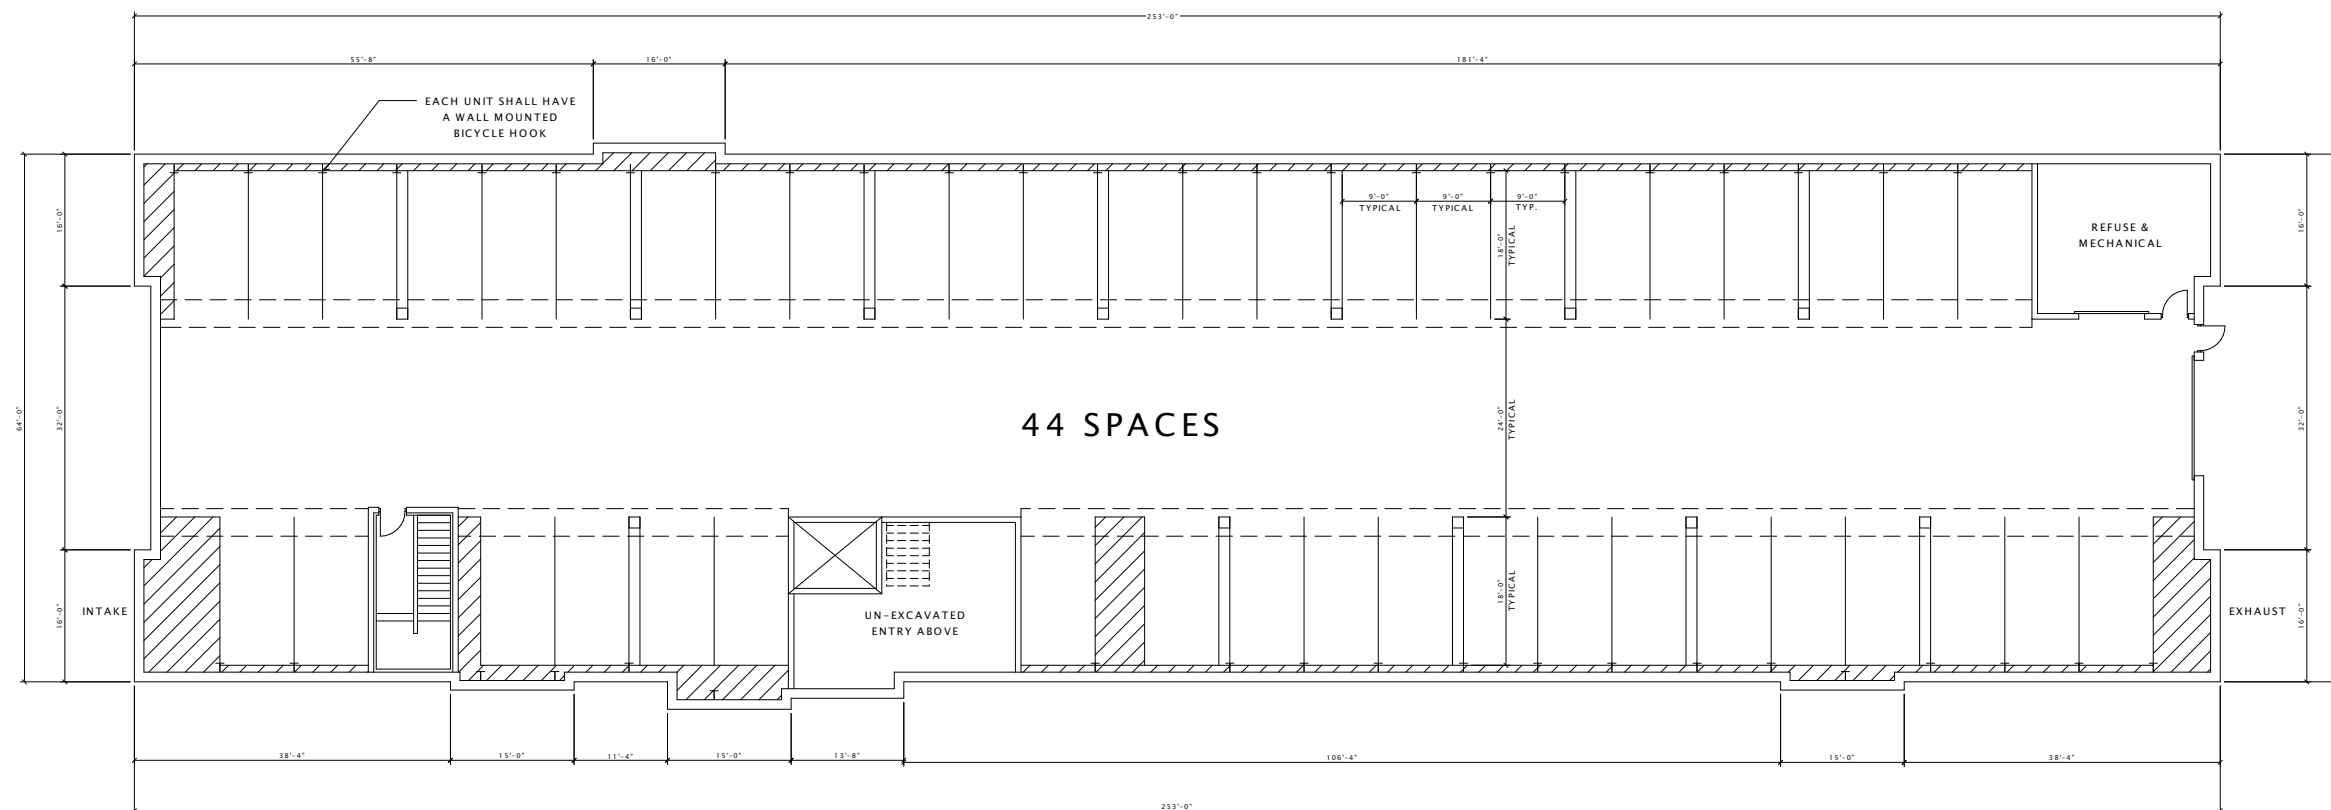 253'-0"
55'-8"
16'-0"
181'-4"
EACH UNIT SHALL HAVE
A WALL MOUNTED
BICYCLE HOOK
16'-0"
32'-0"
16'-0"
64'-0"
9'-0"
TYPICAL
9'-0"
TYPICAL
9'-0"
TYP.
18'-0"
TYPICAL
REFUSE &
MECHANICAL
16'-0"
44 SPACES
24'-0"
TYPICAL
32'-0"
INTAKE
UN-EXCAVATED
ENTRY ABOVE
18'-0"
TYPICAL
EXHAUST
16'-0"
38'-4"
15'-0"
11'-4"
15'-0"
13'-8"
106'-4"
15'-0"
38'-4"
253'-0"